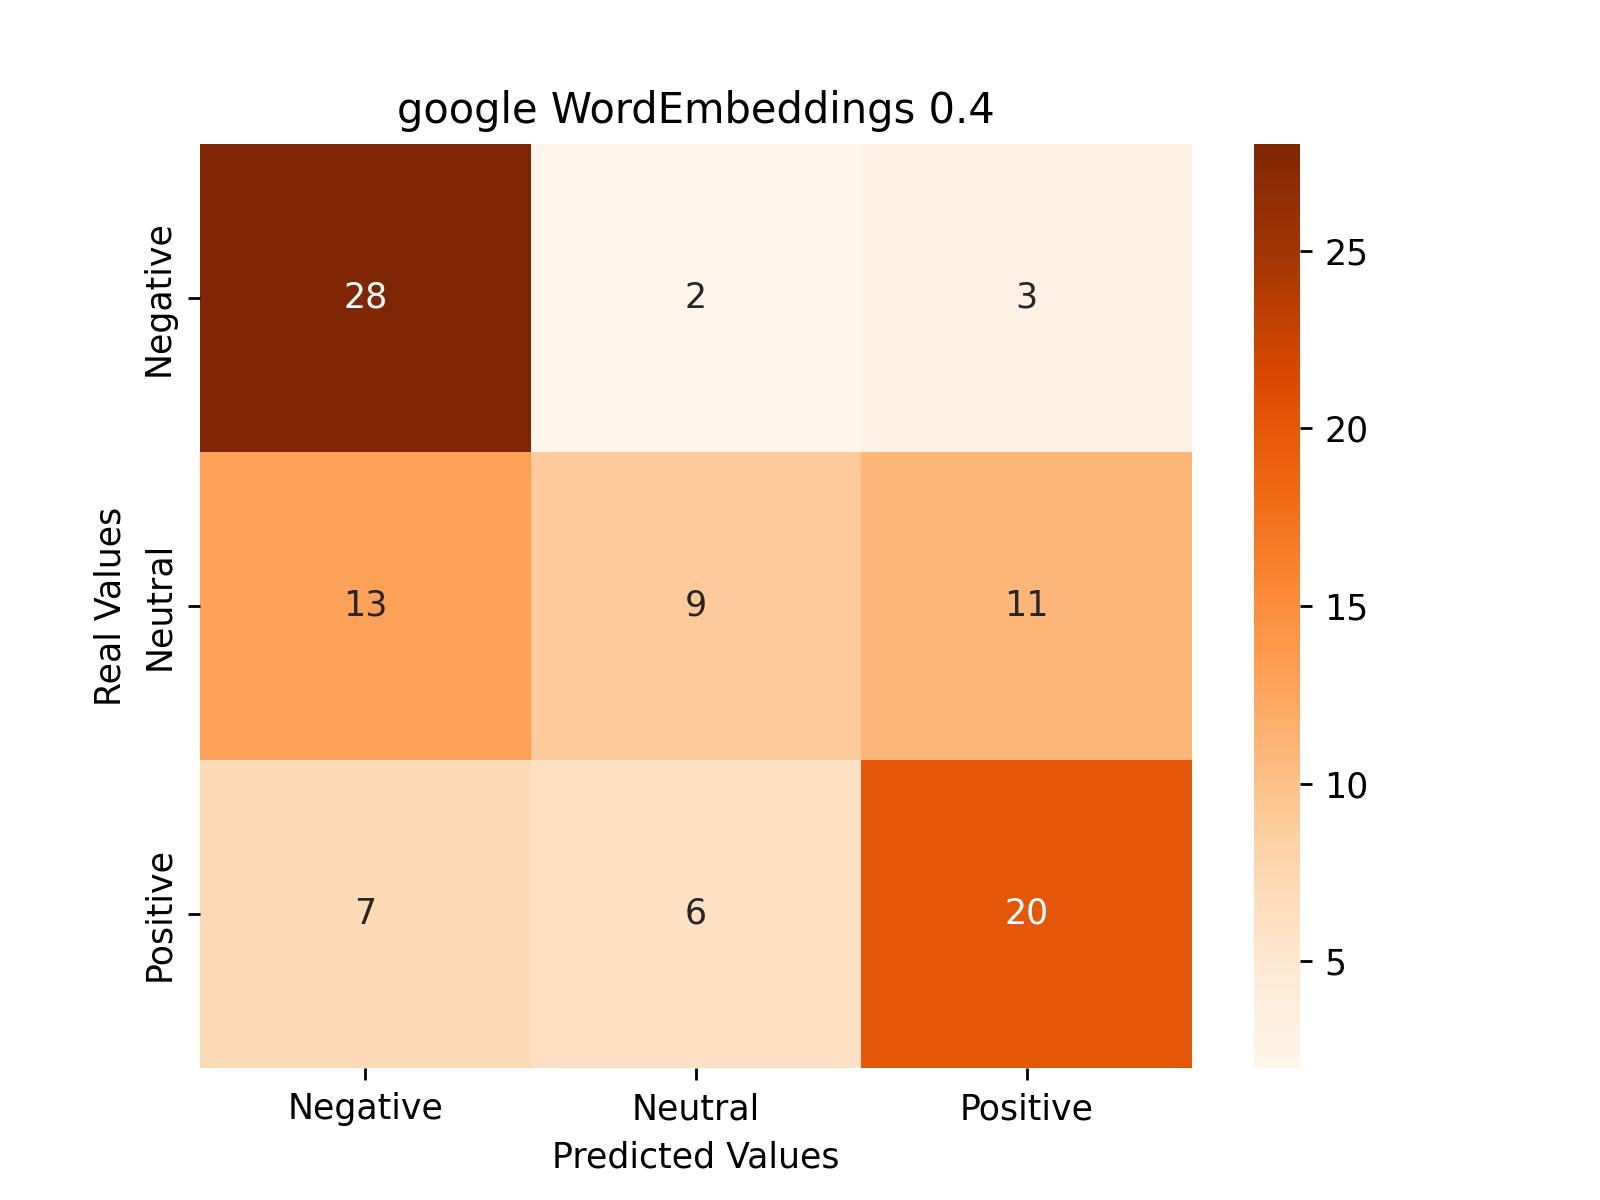 google WordEmbeddings 0.4
Real Values
Negative
28
2
3
Neutral
13
9
11
Positive
7
6
20
Negative
Neutral
Positive
Predicted Values
25
20
15
10
5